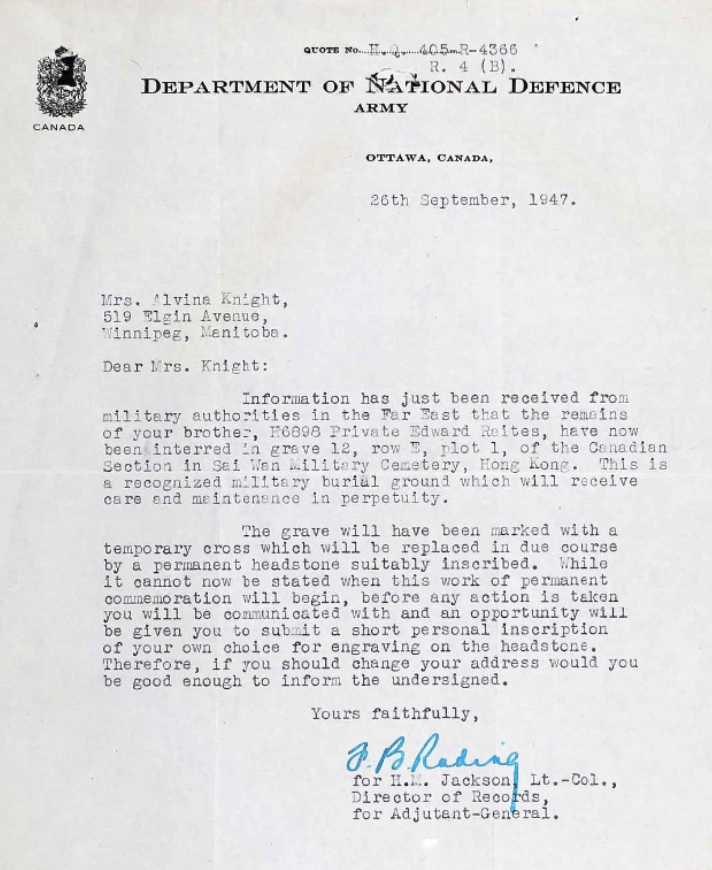 QUOTE No. H.Q. 405-R-4366
R. 4 (B).
DEPARTMENT OF NATIONAL DEFENCE
ARMY
CANADA
OTTAWA, CANADA,
26th September, 1947.
Mrs. Alvina Knight,
519 Elgin Avenue,
Winnipeg, Manitoba.
Dear Mrs. Knight:
Information has just been received from
military authorities in the Far East that the remains
of your brother, H6898 Private Edward Raites, have now
been interred in grave 12, row E, plot 1, of the Canadian
Section in Sai Wan Military Cemetery, Hong Kong. This is
a recognized military burial ground which will receive
care and maintenance in perpetuity.
The grave will have been marked with a
temporary cross which will be replaced in due course
by a permanent headstone suitably inscribed. While
it cannot now be stated when this work of permanent
commemoration will begin, before any action is taken
you will be communicated with and an opportunity will
be given you to submit a short personal inscription
of your own choice for engraving on the headstone.
Therefore, if you should change your address would you
be good enough to inform the undersigned.
Yours faithfully,
F. B.
for H.M. Jackson, Lt.-Col.,
Director of Records,
for Adjutant-General.